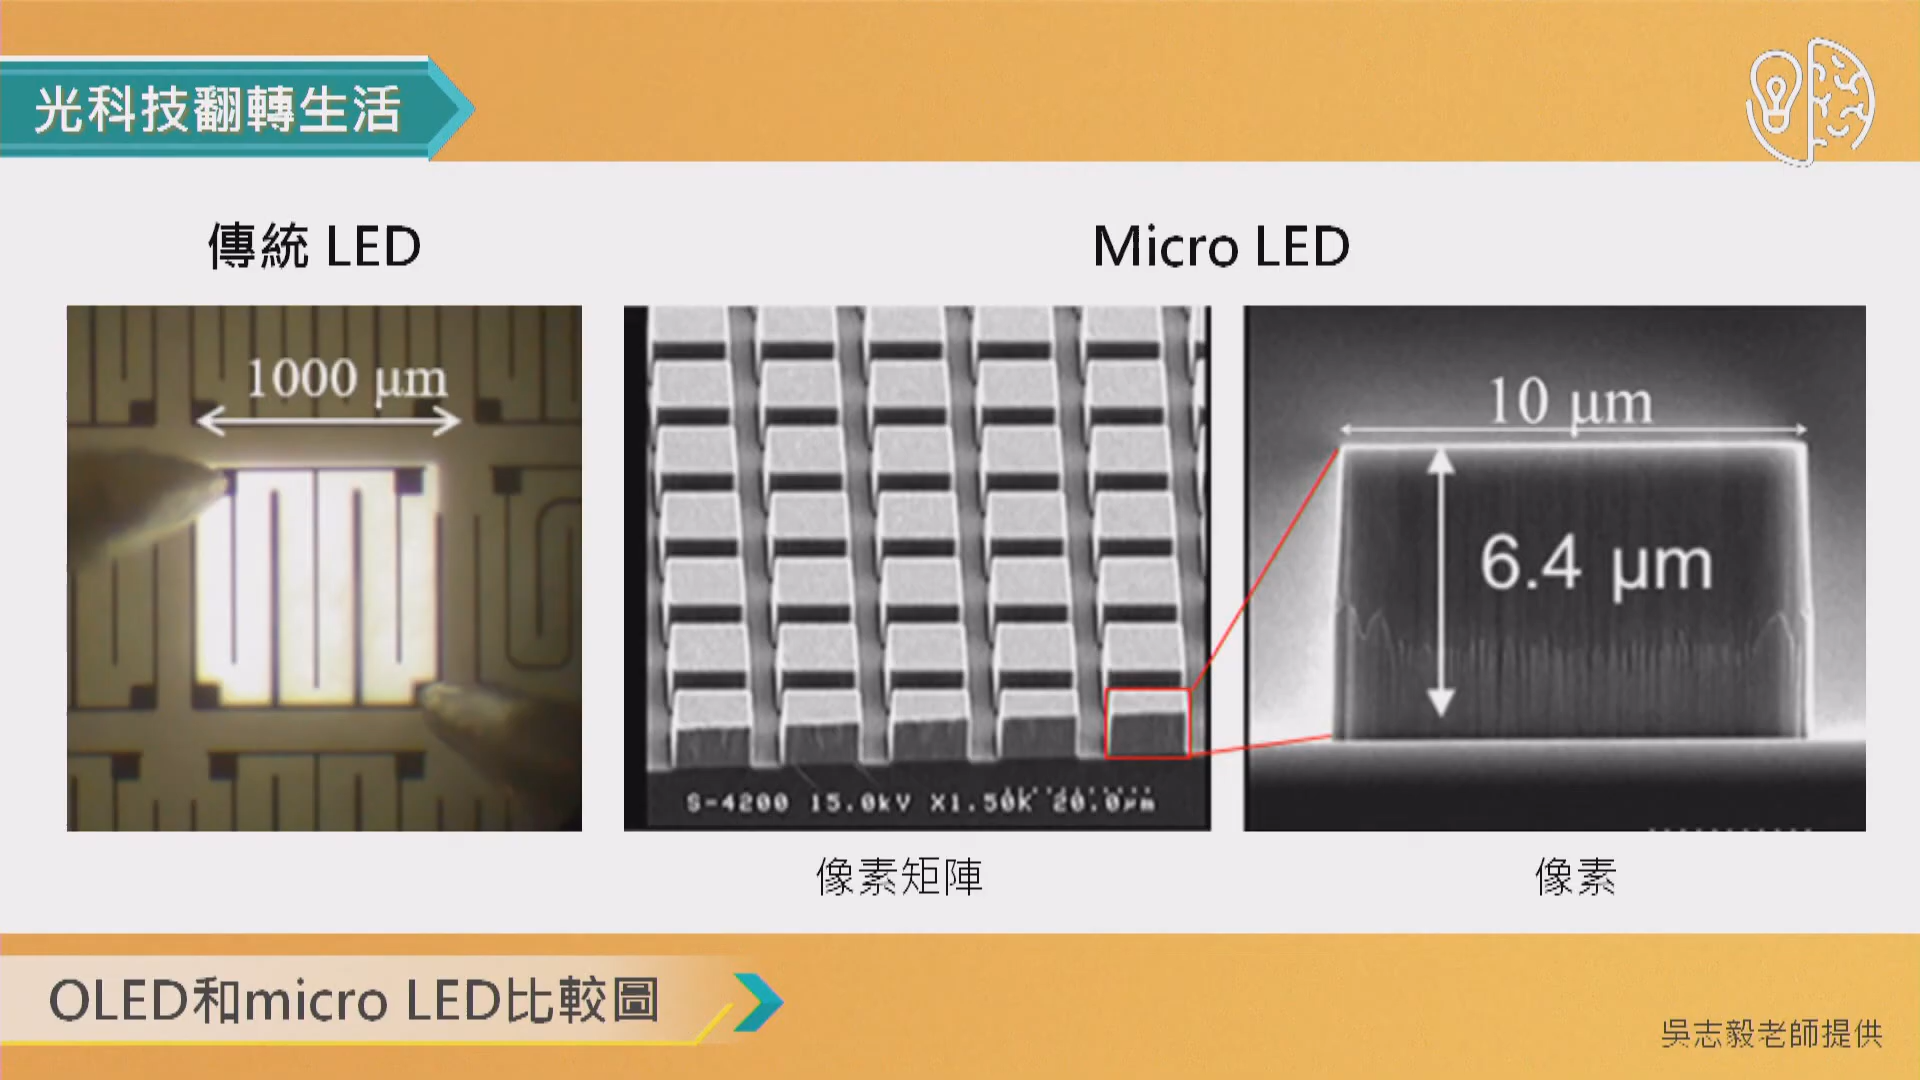 光科技翻轉生活
傳統 LED
Micro LED
1000 μm
10 μm
6.4 μm
S-4200 15.0kV X1.50K 20.0μm
像素矩陣
像素
OLED和micro LED比較圖
吳志毅老師提供